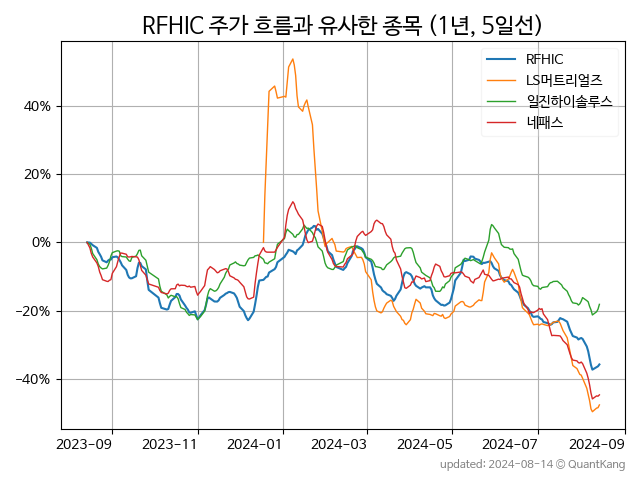 RFHIC 주가 흐름과 유사한 종목 (1년, 5일선)
RFHIC
LS머트리얼즈
일진하이솔루스
네패스
40%
20%
0%
−20%
−40%
2023-09 2023-11 2024-01 2024-03 2024-05 2024-07 2024-09
updated: 2024-08-14 © QuantKang